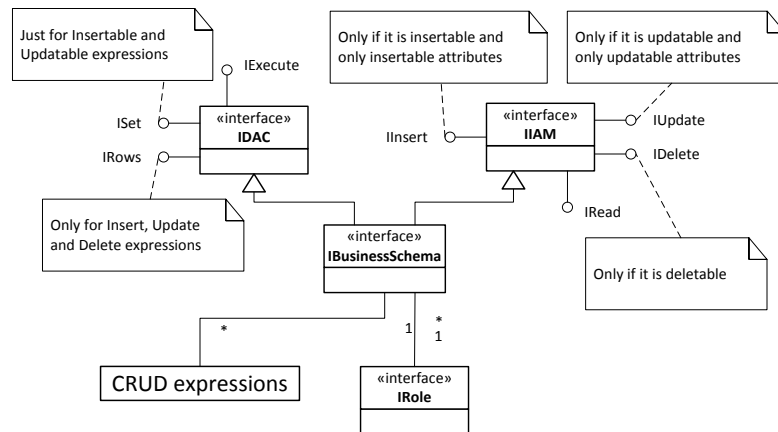 Just for Insertable and
Updatable expressions
Only if it is insertable and
only insertable attributes
Only if it is updatable and
only updatable attributes
IExecute
ISet
IRows
«interface»
IDAC
IInsert
«interface»
IIAM
IUpdate
IDelete
IRead
Only for Insert, Update
and Delete expressions
«interface»
IBusinessSchema
Only if it is deletable
*
1
*
1
CRUD expressions
«interface»
IRole